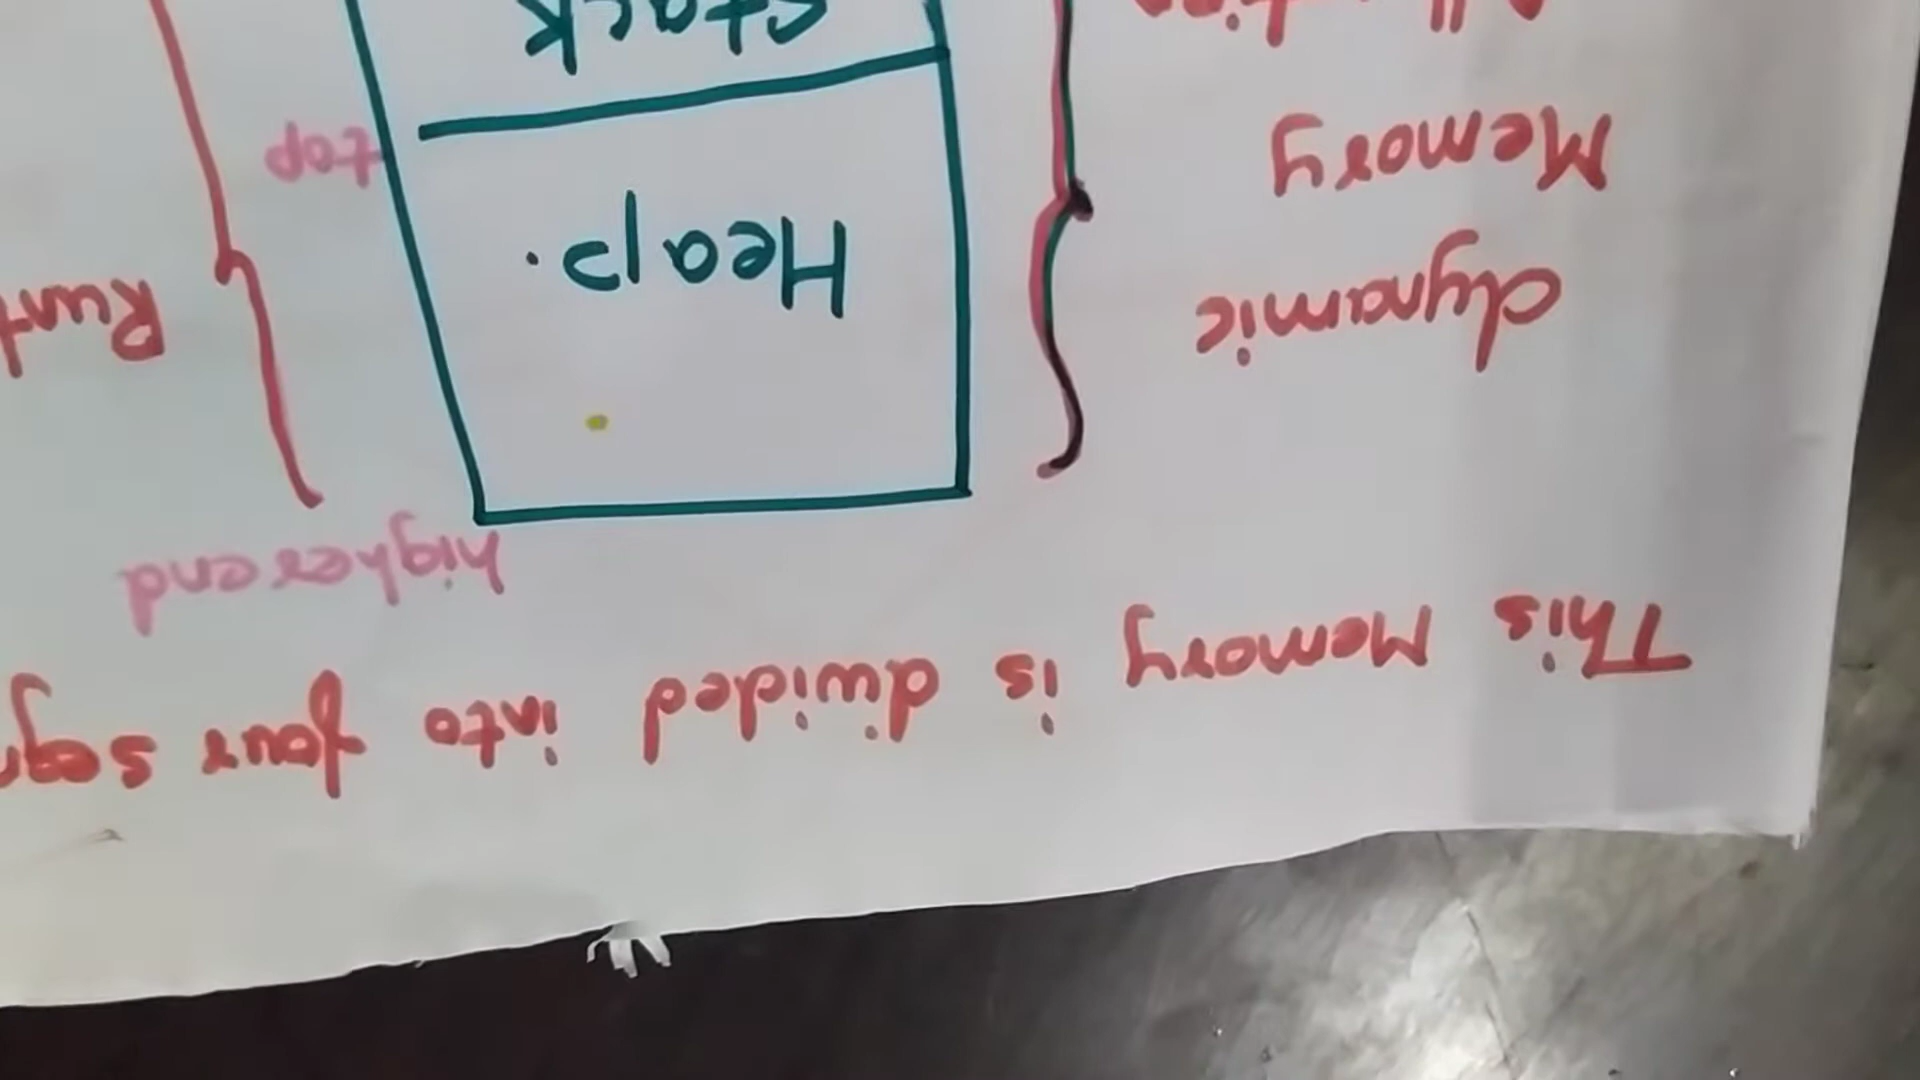 This Memory is divided into four seg
higher end
dynamic
Memory
Heap.
top
stack